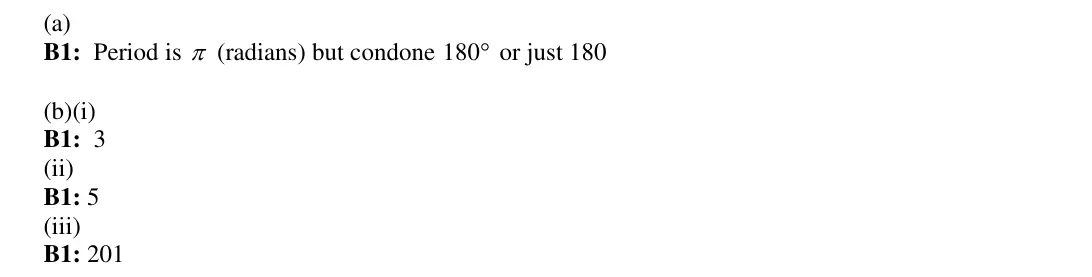 (a)
B1: Period is π (radians) but condone 180° or just 180
(b)(i)
B1: 3
(ii)
B1: 5
(iii)
B1: 201